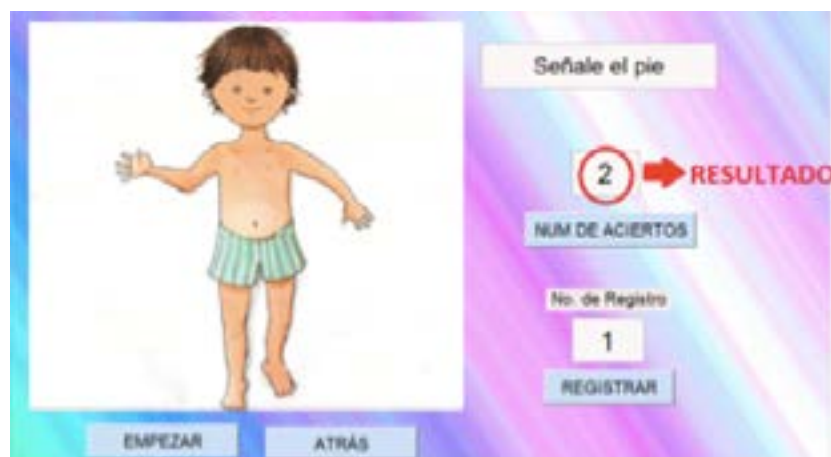 Señale el pie
2
RESULTADO
NUM DE ACIERTOS
No. de Registro
1
REGISTRAR
EMPEZAR
ATRÁS